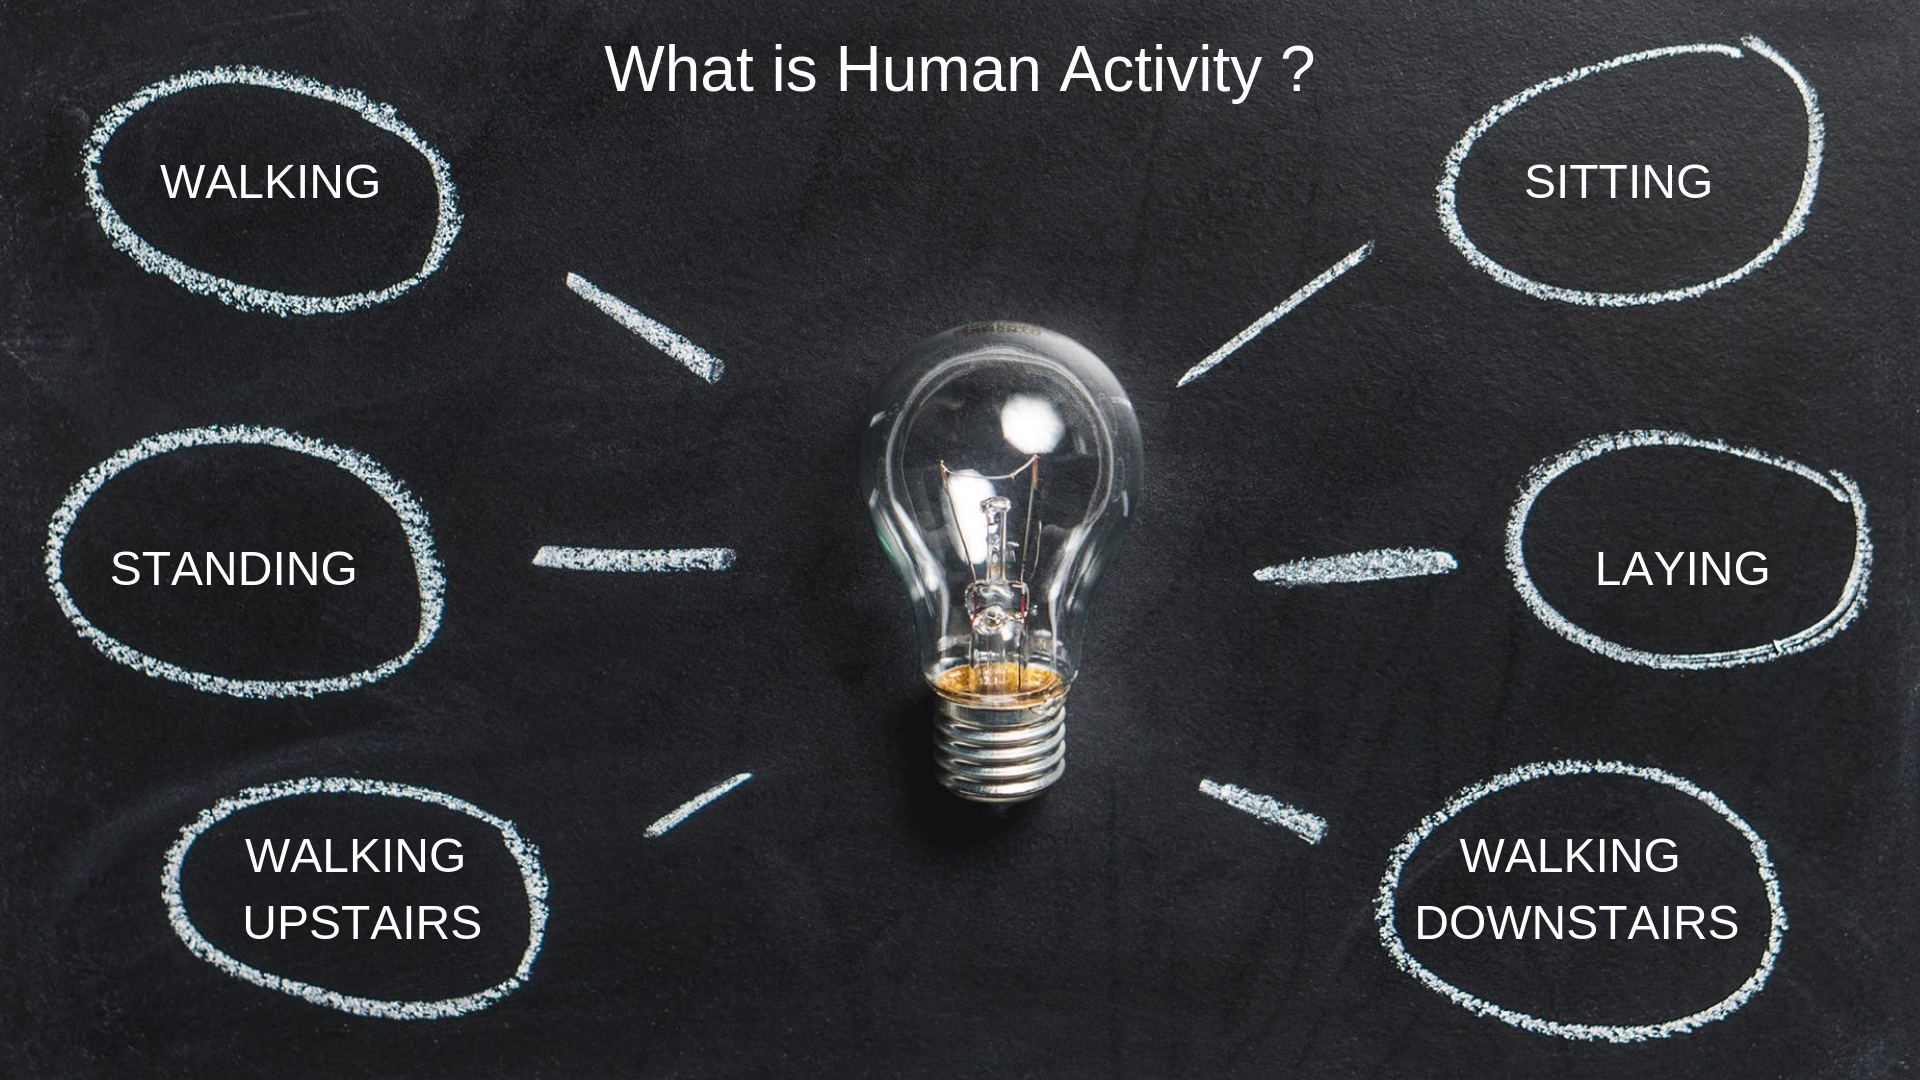 What is Human Activity ?
WALKING
SITTING
STANDING
LAYING
WALKING
UPSTAIRS
WALKING
DOWNSTAIRS